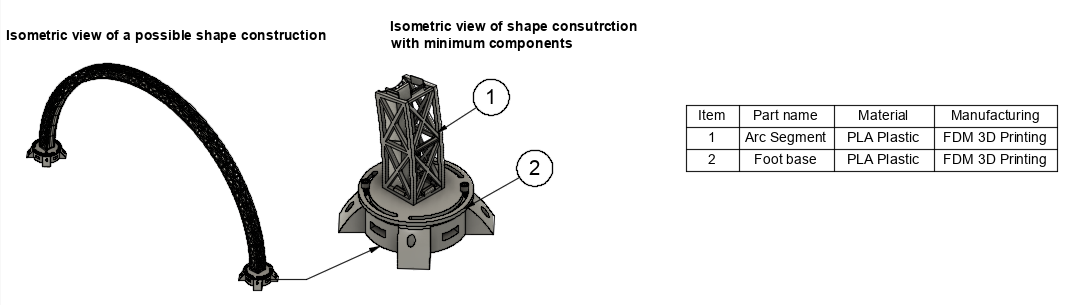 Isometric view of a possible shape construction
Isometric view of shape consutrction
with minimum components
1
2
Item Part name Material Manufacturing
1 Arc Segment PLA Plastic FDM 3D Printing
2 Foot base PLA Plastic FDM 3D Printing